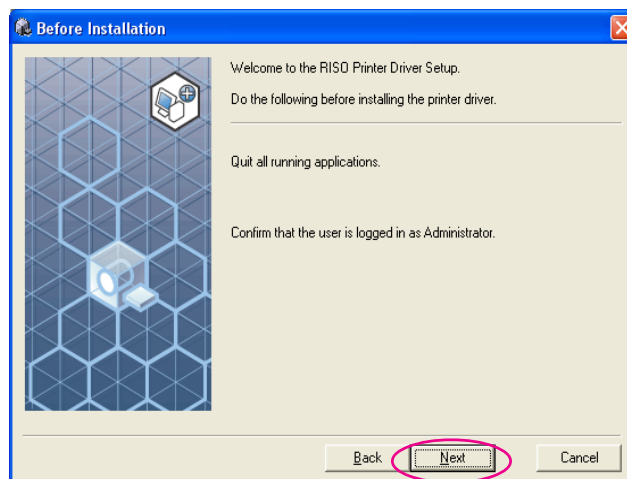 Before Installation
Welcome to the RISO Printer Driver Setup.
Do the following before installing the printer driver.
Quit all running applications.
Confirm that the user is logged in as Administrator.
Back
Next
Cancel